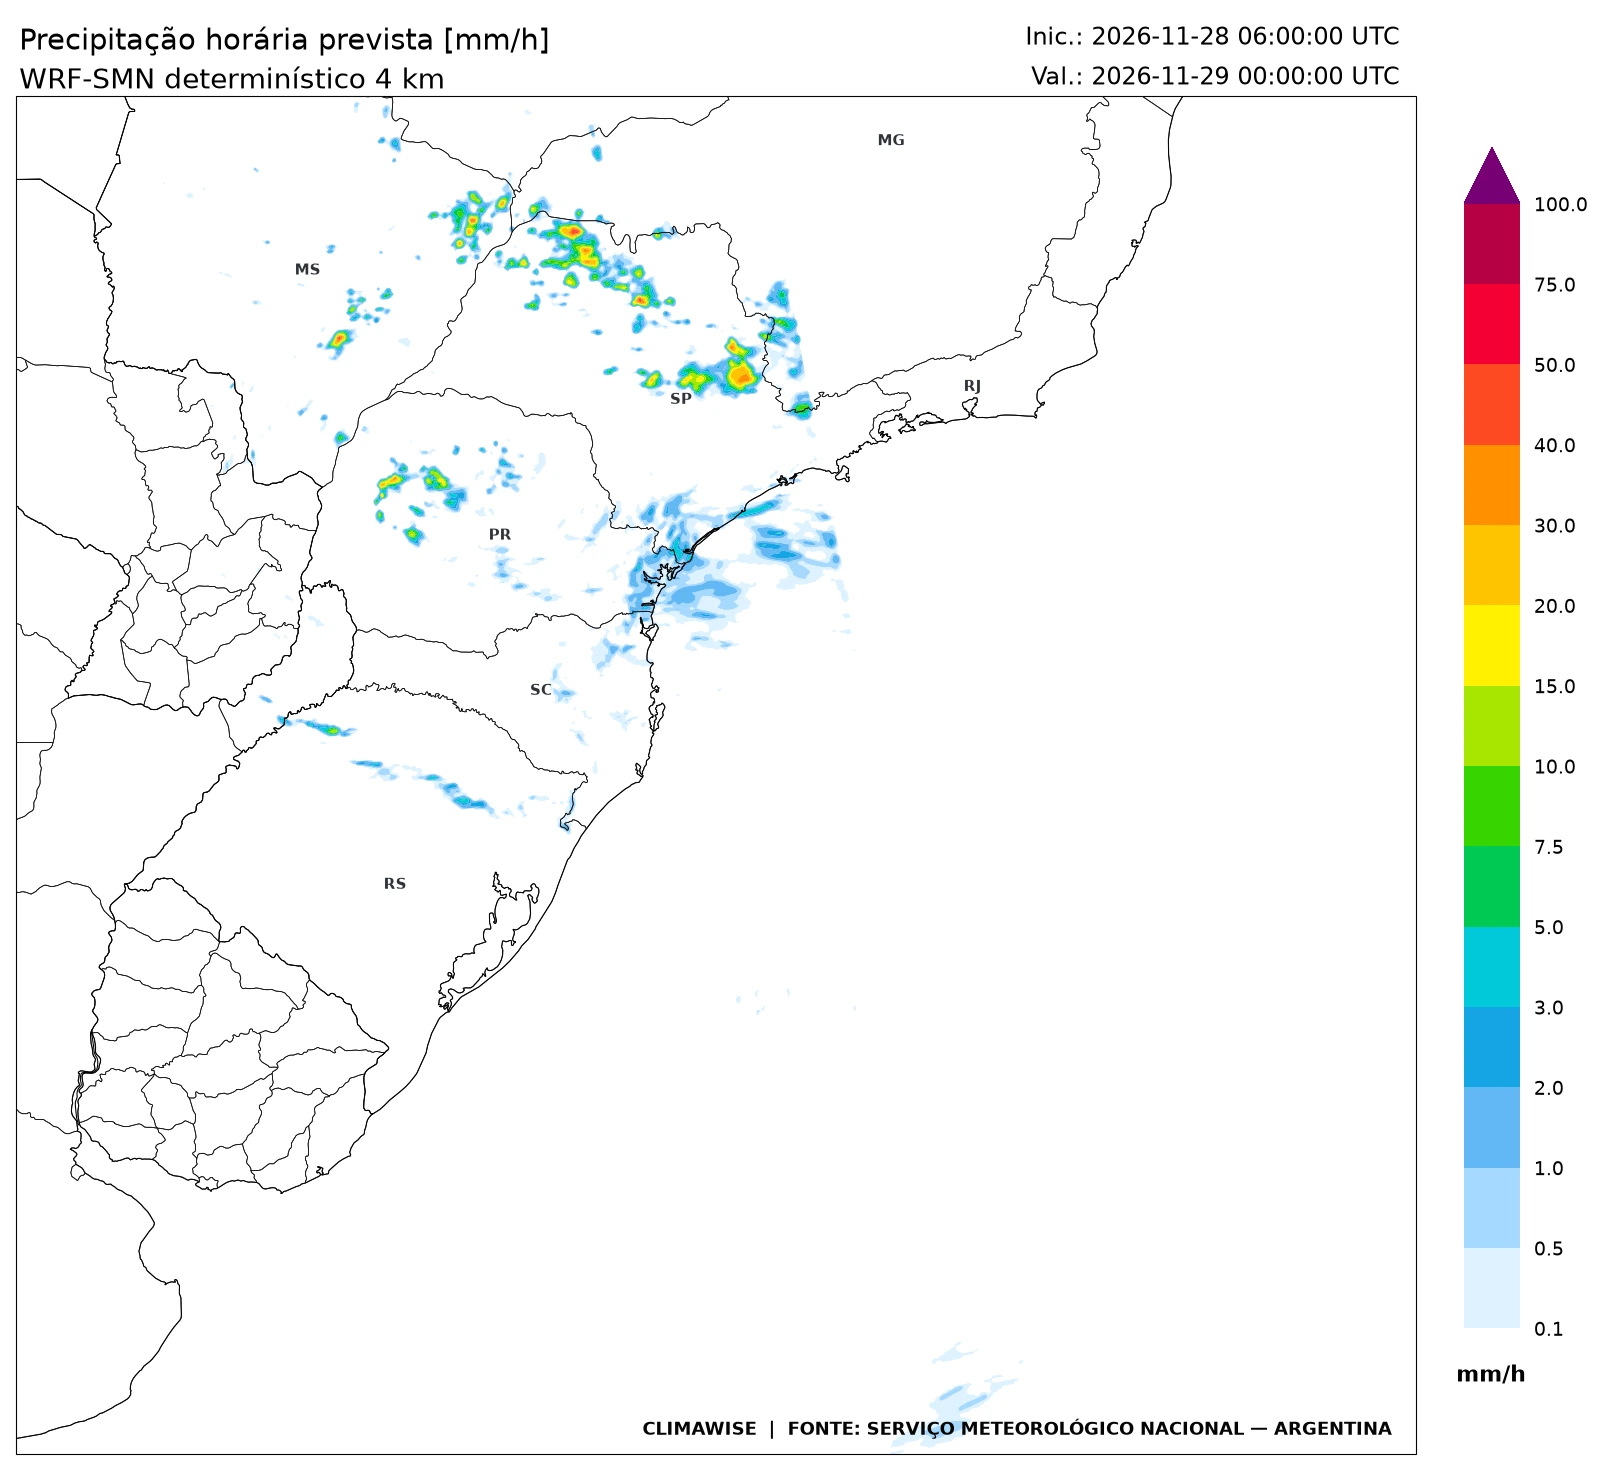 Precipitação horária prevista [mm/h]
WRF-SMN determinístico 4 km
Inic.: 2026-11-28 06:00:00 UTC
Val.: 2026-11-29 00:00:00 UTC
MG
MS
RJ
SP
PR
SC
RS
100.0
75.0
50.0
40.0
30.0
20.0
15.0
10.0
7.5
5.0
3.0
2.0
1.0
0.5
0.1
mm/h
CLIMAWISE | FONTE: SERVIÇO METEOROLÓGICO NACIONAL — ARGENTINA